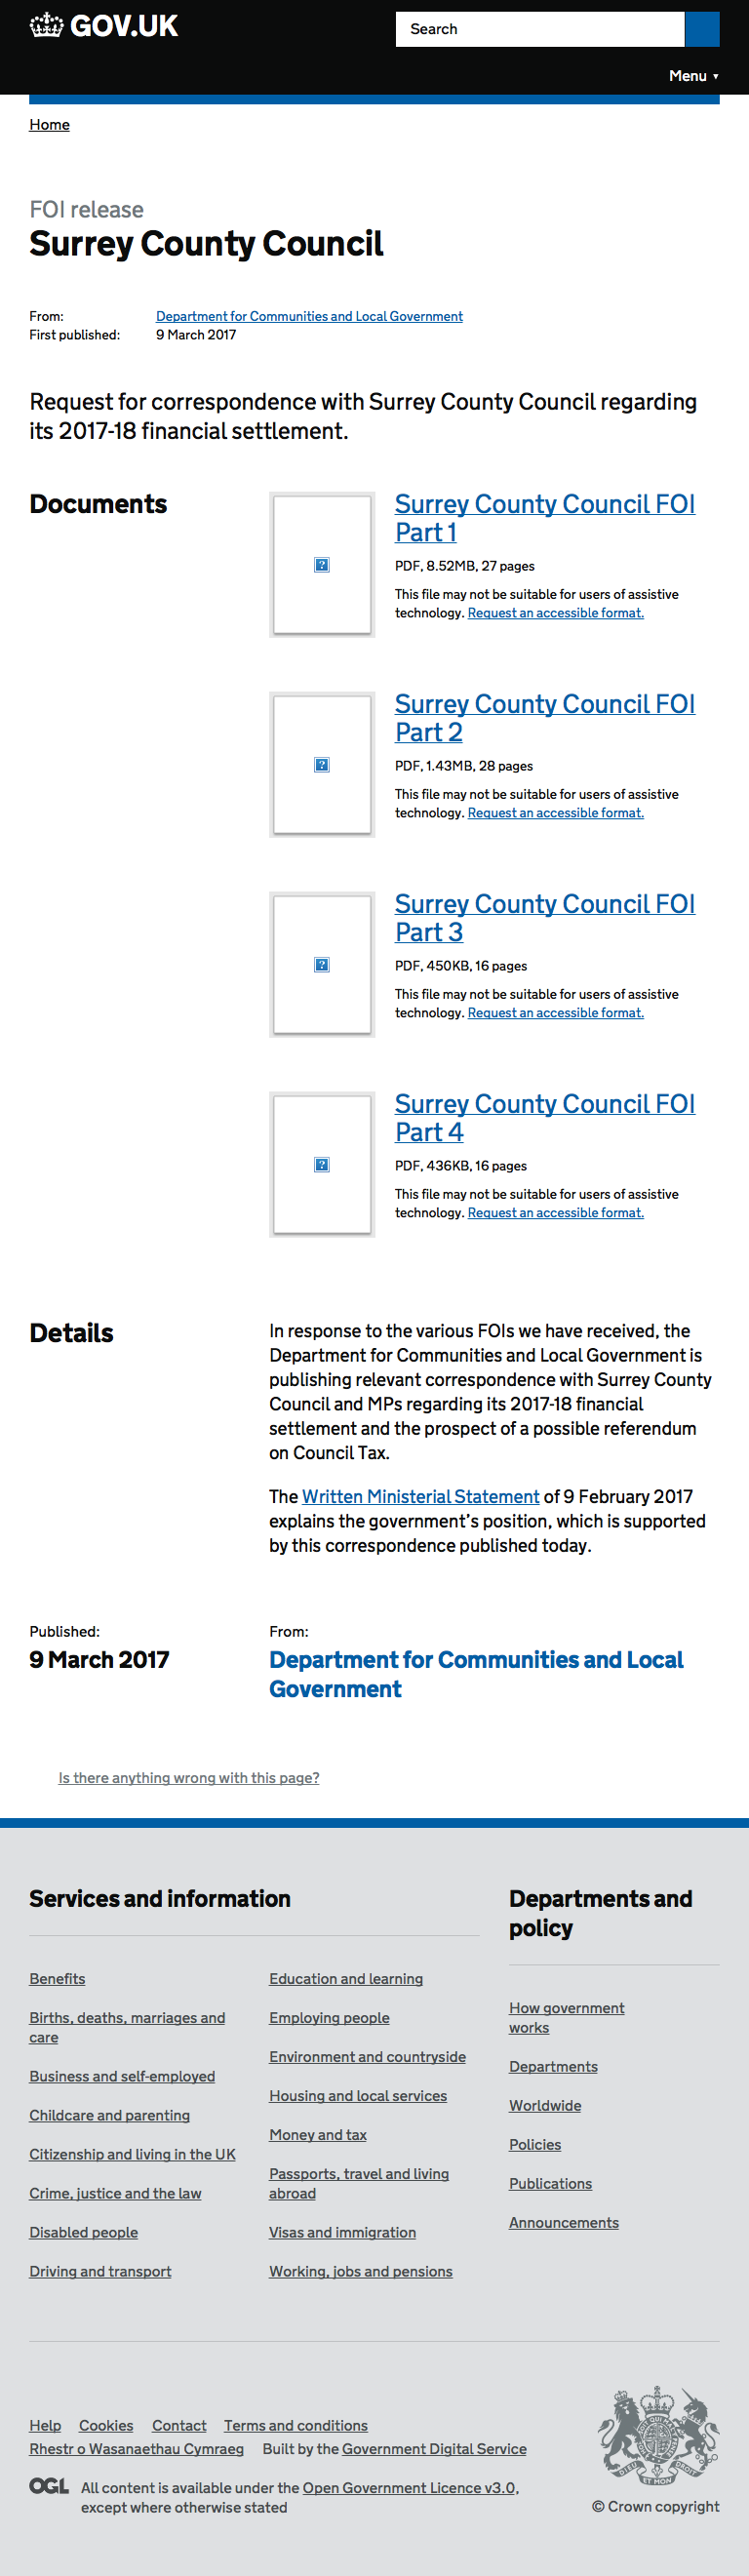 GOV.UK
Search
Menu ▼
Home
FOI release
Surrey County Council
From: Department for Communities and Local Government
First published: 9 March 2017
Request for correspondence with Surrey County Council regarding
its 2017-18 financial settlement.
Documents
Surrey County Council FOI
Part 1
PDF, 8.52MB, 27 pages
This file may not be suitable for users of assistive
technology. Request an accessible format.
Surrey County Council FOI
Part 2
PDF, 1.43MB, 28 pages
This file may not be suitable for users of assistive
technology. Request an accessible format.
Surrey County Council FOI
Part 3
PDF, 450KB, 16 pages
This file may not be suitable for users of assistive
technology. Request an accessible format.
Surrey County Council FOI
Part 4
PDF, 436KB, 16 pages
This file may not be suitable for users of assistive
technology. Request an accessible format.
Details
In response to the various FOIs we have received, the
Department for Communities and Local Government is
publishing relevant correspondence with Surrey County
Council and MPs regarding its 2017-18 financial
settlement and the prospect of a possible referendum
on Council Tax.
The Written Ministerial Statement of 9 February 2017
explains the government’s position, which is supported
by this correspondence published today.
Published:
9 March 2017
From:
Department for Communities and Local
Government
Is there anything wrong with this page?
Services and information
Benefits
Births, deaths, marriages and
care
Business and self-employed
Childcare and parenting
Citizenship and living in the UK
Crime, justice and the law
Disabled people
Driving and transport
Education and learning
Employing people
Environment and countryside
Housing and local services
Money and tax
Passports, travel and living
abroad
Visas and immigration
Working, jobs and pensions
Departments and
policy
How government
works
Departments
Worldwide
Policies
Publications
Announcements
Help Cookies Contact Terms and conditions
Rhestr o Wasanaethau Cymraeg Built by the Government Digital Service
OGL All content is available under the Open Government Licence v3.0,
except where otherwise stated
DIEU ET MON DROIT
© Crown copyright